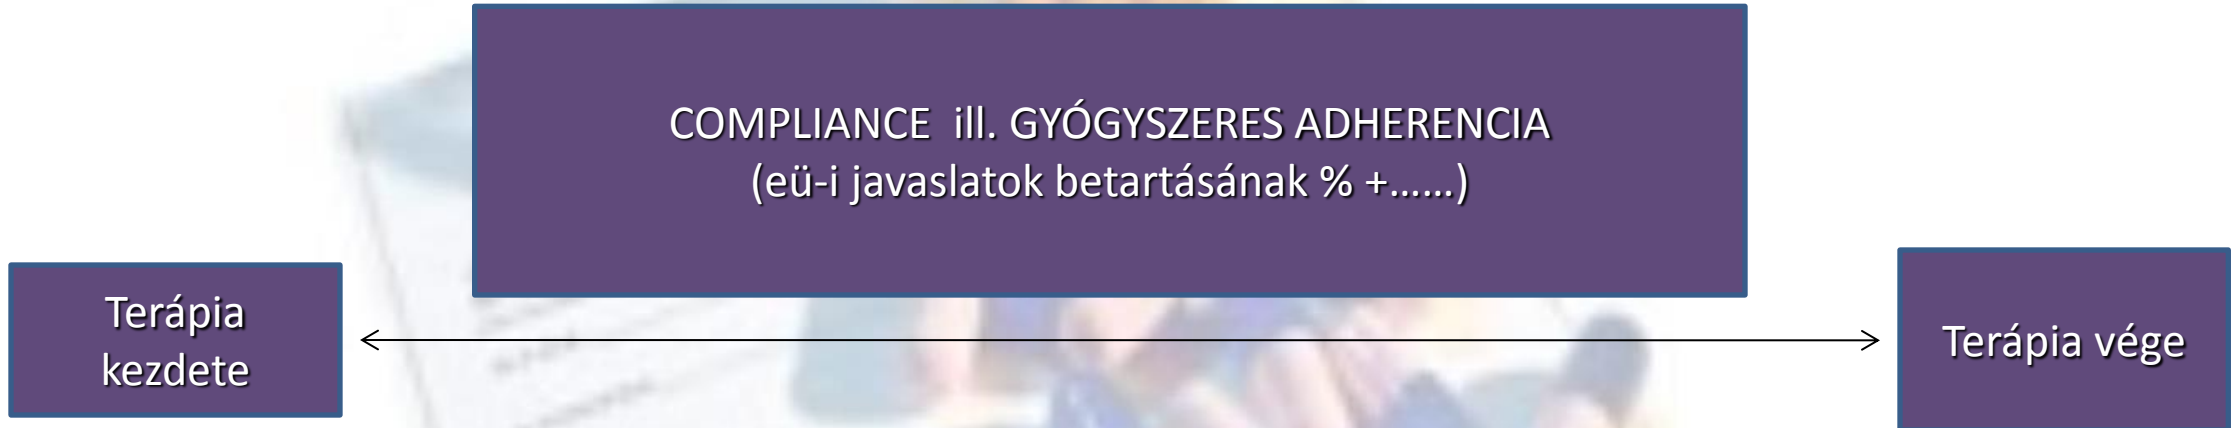 COMPLIANCE ill. GYÓGYSZERES ADHERENCIA
(eü-i javaslatok betartásának % +......)
Terápia
kezdete
Terápia vége